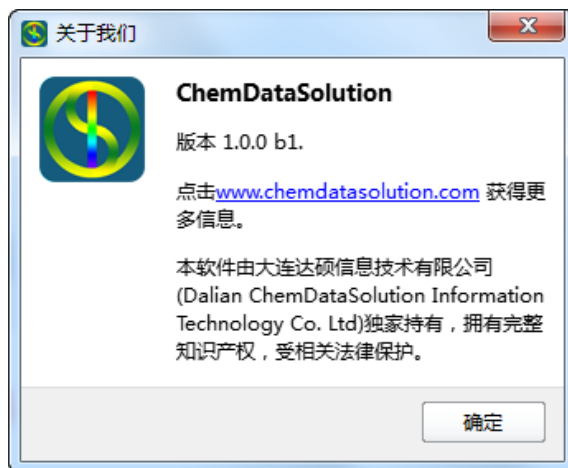 关于我们
ChemDataSolution
版本 1.0.0 b1.
点击www.chemdatasolution.com 获得更
多信息。
本软件由大连达硕信息技术有限公司
(Dalian ChemDataSolution Information
Technology Co. Ltd)独家持有，拥有完整
知识产权，受相关法律保护。
确定